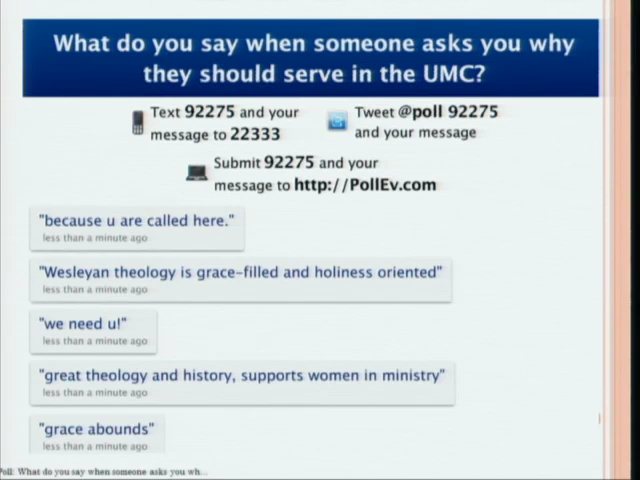 What do you say when someone asks you why
they should serve in the UMC?
Text 92275 and your
message to 22333
Tweet @poll 92275
and your message
Submit 92275 and your
message to http://PollEv.com
"because u are called here."
less than a minute ago
"Wesleyan theology is grace-filled and holiness oriented"
less than a minute ago
"we need u!"
less than a minute ago
"great theology and history, supports women in ministry"
less than a minute ago
"grace abounds"
less than a minute ago
Poll: What do you say when someone asks you wh...